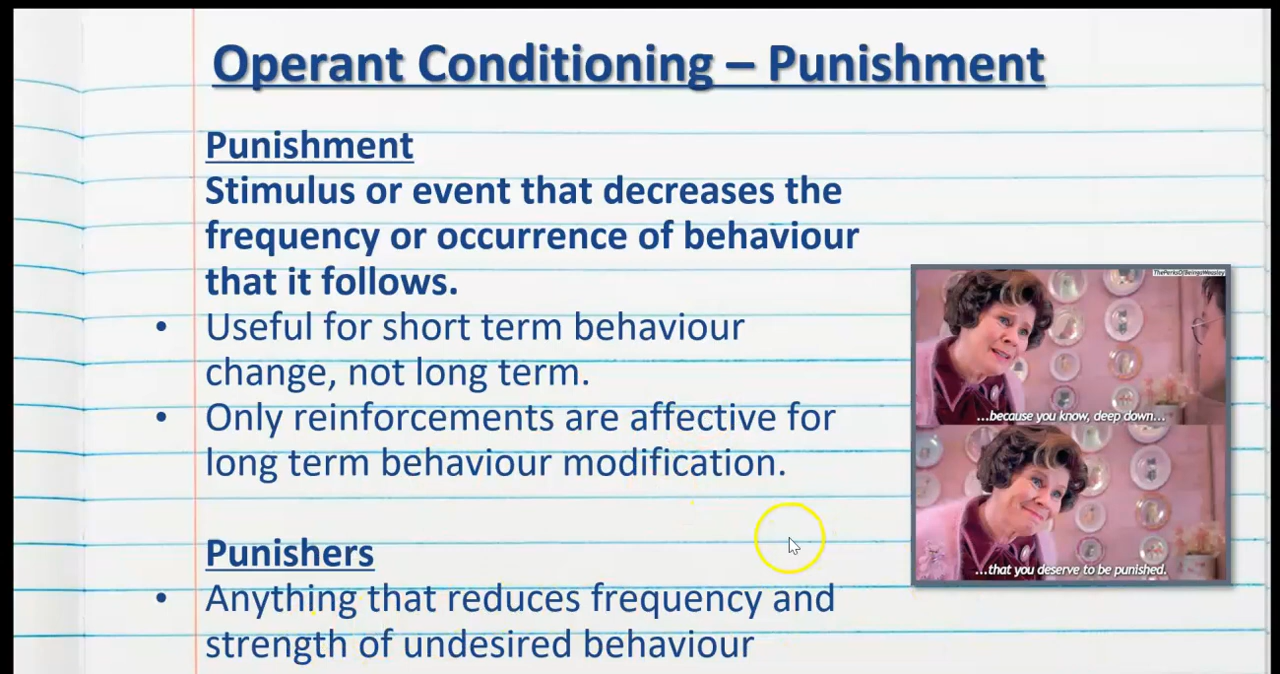 Operant Conditioning – Punishment
Punishment
Stimulus or event that decreases the
frequency or occurrence of behaviour
that it follows.
• Useful for short term behaviour
change, not long term.
• Only reinforcements are affective for
long term behaviour modification.
Punishers
• Anything that reduces frequency and
strength of undesired behaviour
ThePerksOfBeingaWeasley
...because you know, deep down...
...that you deserve to be punished.